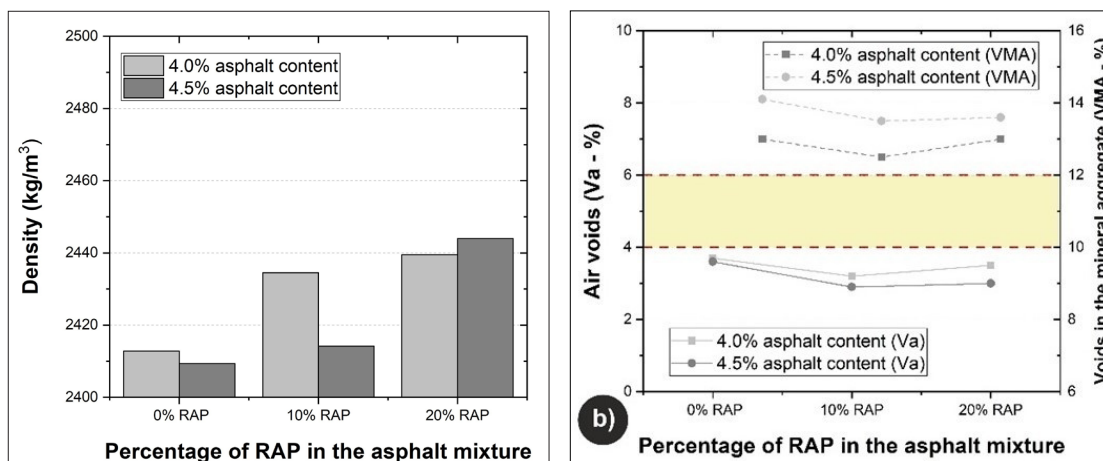 2500
2480
2460
2440
2420
2400
Density (kg/m³)
4.0% asphalt content
4.5% asphalt content
0% RAP
10% RAP
20% RAP
Percentage of RAP in the asphalt mixture
10
8
6
4
2
0
Air voids (Va - %)
4.0% asphalt content (VMA)
4.5% asphalt content (VMA)
4.0% asphalt content (Va)
4.5% asphalt content (Va)
16
14
12
10
8
6
Voids in the mineral aggregate (VMA - %)
0% RAP
10% RAP
20% RAP
b)
Percentage of RAP in the asphalt mixture